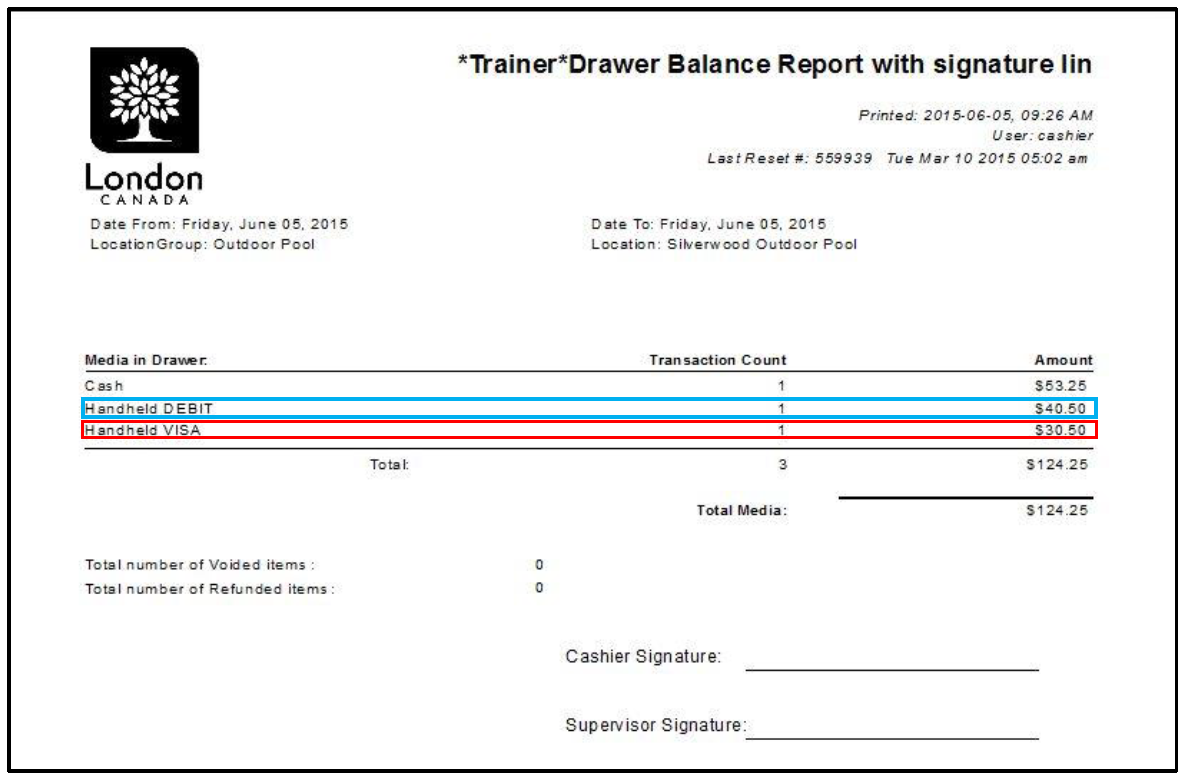 *Trainer*Drawer Balance Report with signature lin
Printed: 2015-06-05, 09:26 AM
User: cashier
Last Reset #: 559939 Tue Mar 10 2015 05:02 am
London
CANADA
Date From: Friday, June 05, 2015 Date To: Friday, June 05, 2015
LocationGroup: Outdoor Pool Location: Silverwood Outdoor Pool
Media in Drawer: Transaction Count Amount
Cash 1 $53.25
Handheld DEBIT 1 $40.50
Handheld VISA 1 $30.50
Total: 3 $124.25
Total Media: $124.25
Total number of Voided items : 0
Total number of Refunded items : 0
Cashier Signature:
Supervisor Signature: